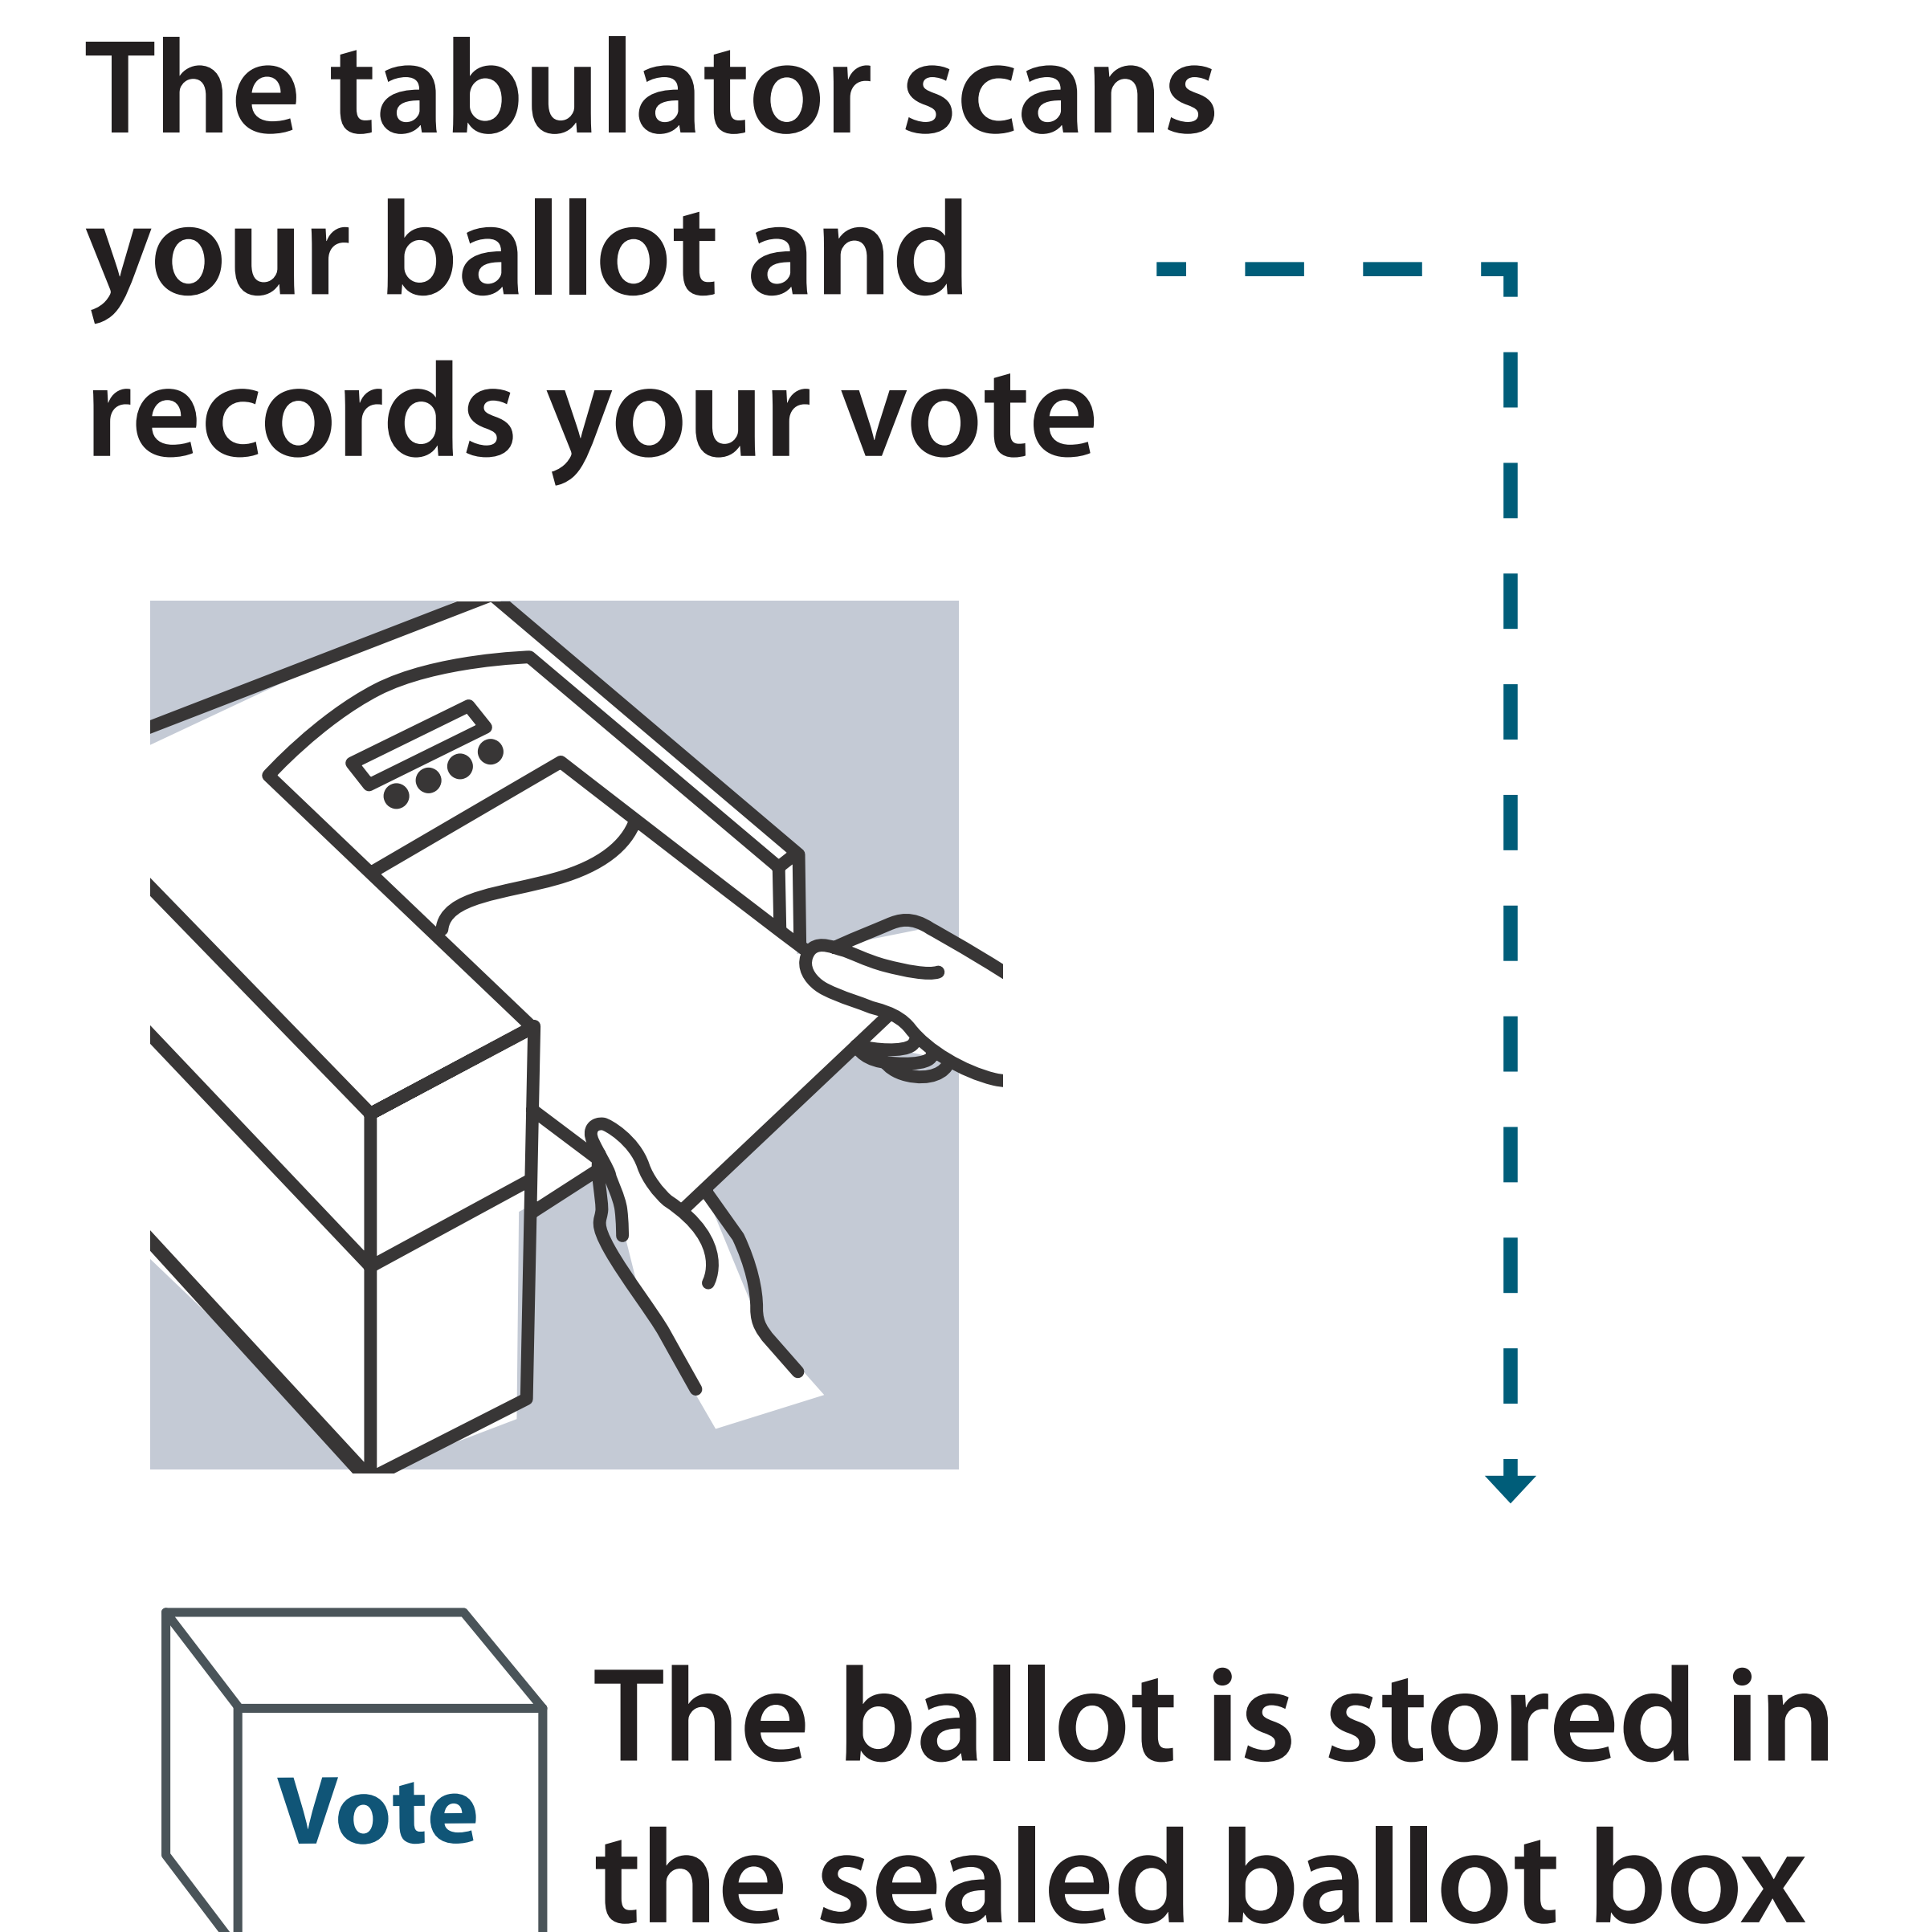 The tabulator scans
your ballot and
records your vote
The ballot is stored in
Vote
the sealed ballot box